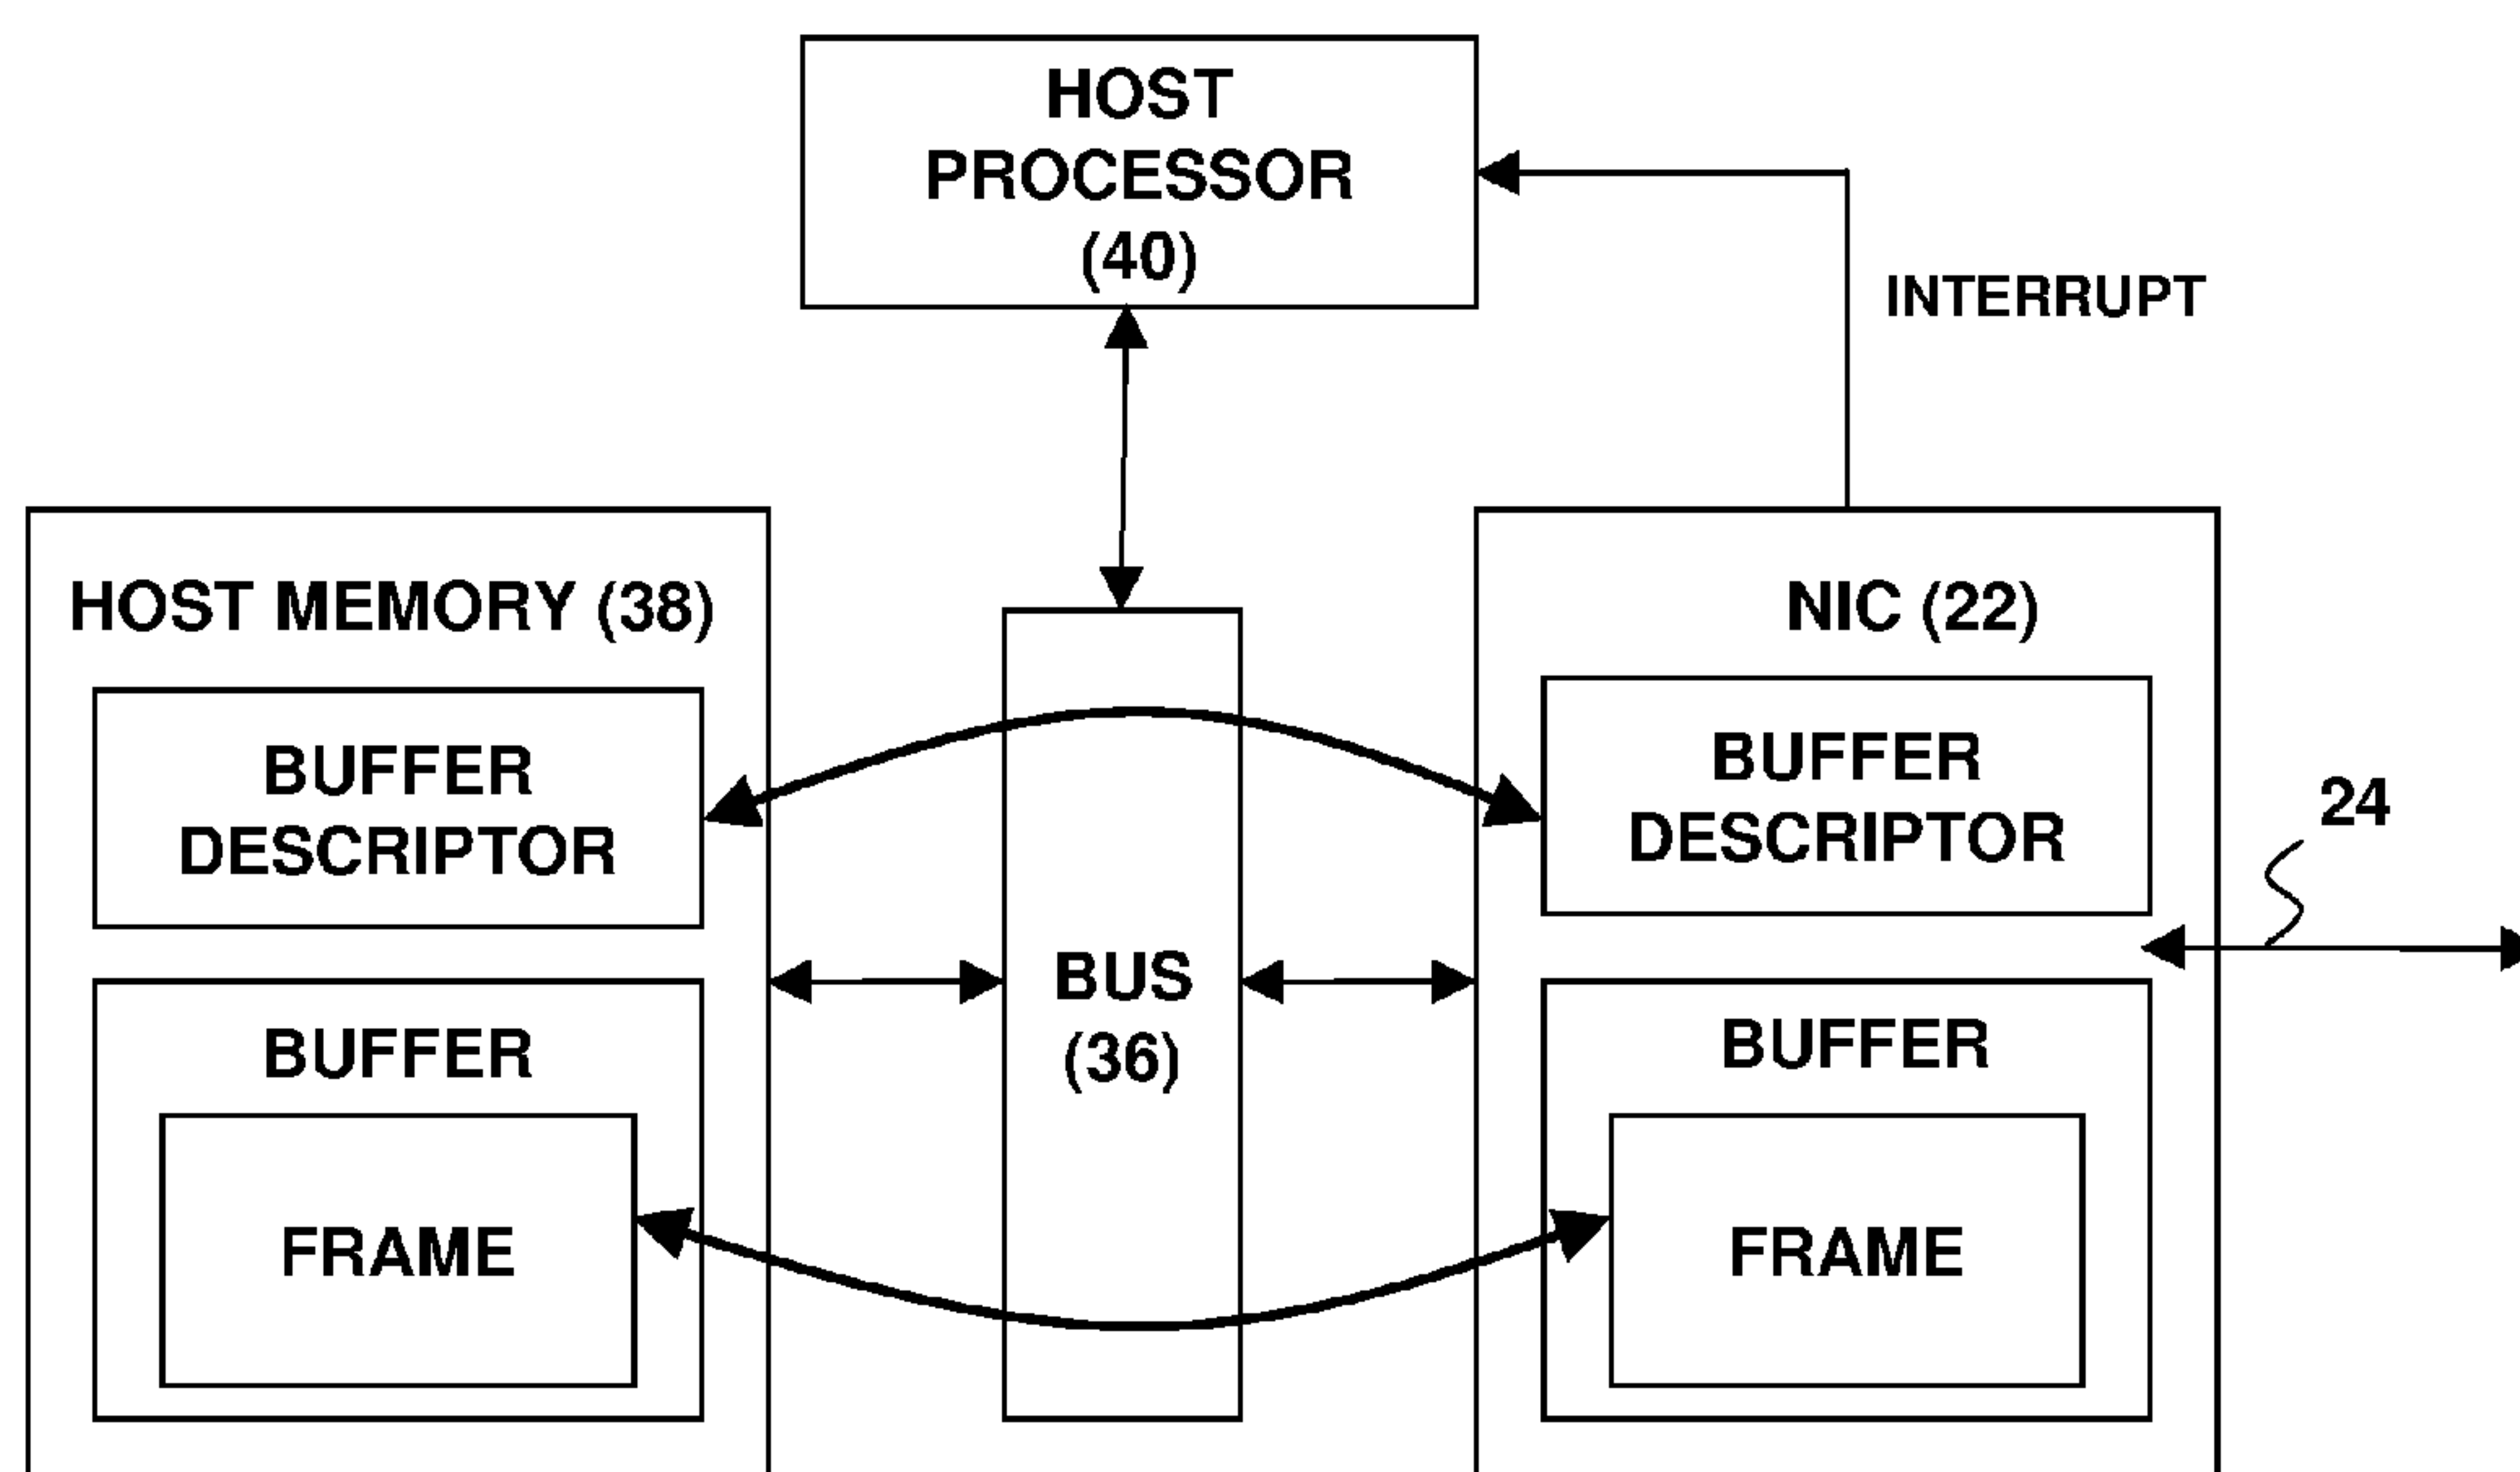 HOST
PROCESSOR
(40)
INTERRUPT
HOST MEMORY (38)
BUFFER
DESCRIPTOR
BUFFER
FRAME
BUS
(36)
NIC (22)
BUFFER
DESCRIPTOR
BUFFER
FRAME
24